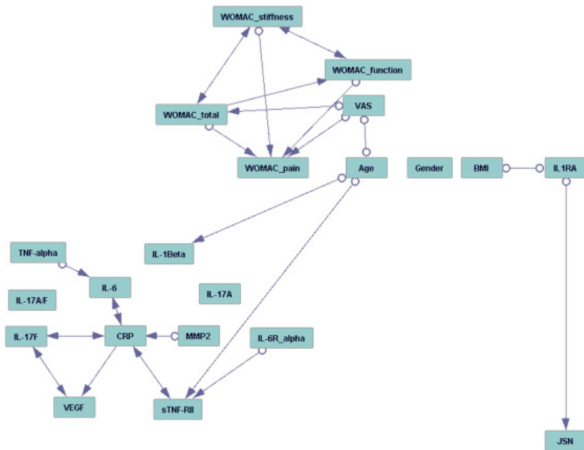 WOMAC_stiffness
WOMAC_function
VAS
WOMAC_total
WOMAC_pain
Age
Gender
BMI
IL1RA
IL-1Beta
TNF-alpha
IL-6
IL-17A/F
IL-17A
IL-17F
CRP
MMP2
IL-6R_alpha
VEGF
sTNF-RII
JSN